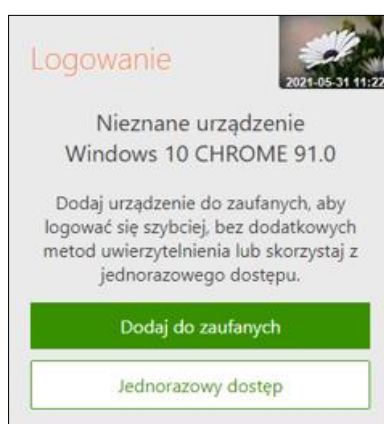 Logowanie
2021-05-31 11:22
Nieznane urządzenie
Windows 10 CHROME 91.0
Dodaj urządzenie do zaufanych, aby
logować się szybciej, bez dodatkowych
metod uwierzytelnienia lub skorzystaj z
jednorazowego dostępu.
Dodaj do zaufanych
Jednorazowy dostęp